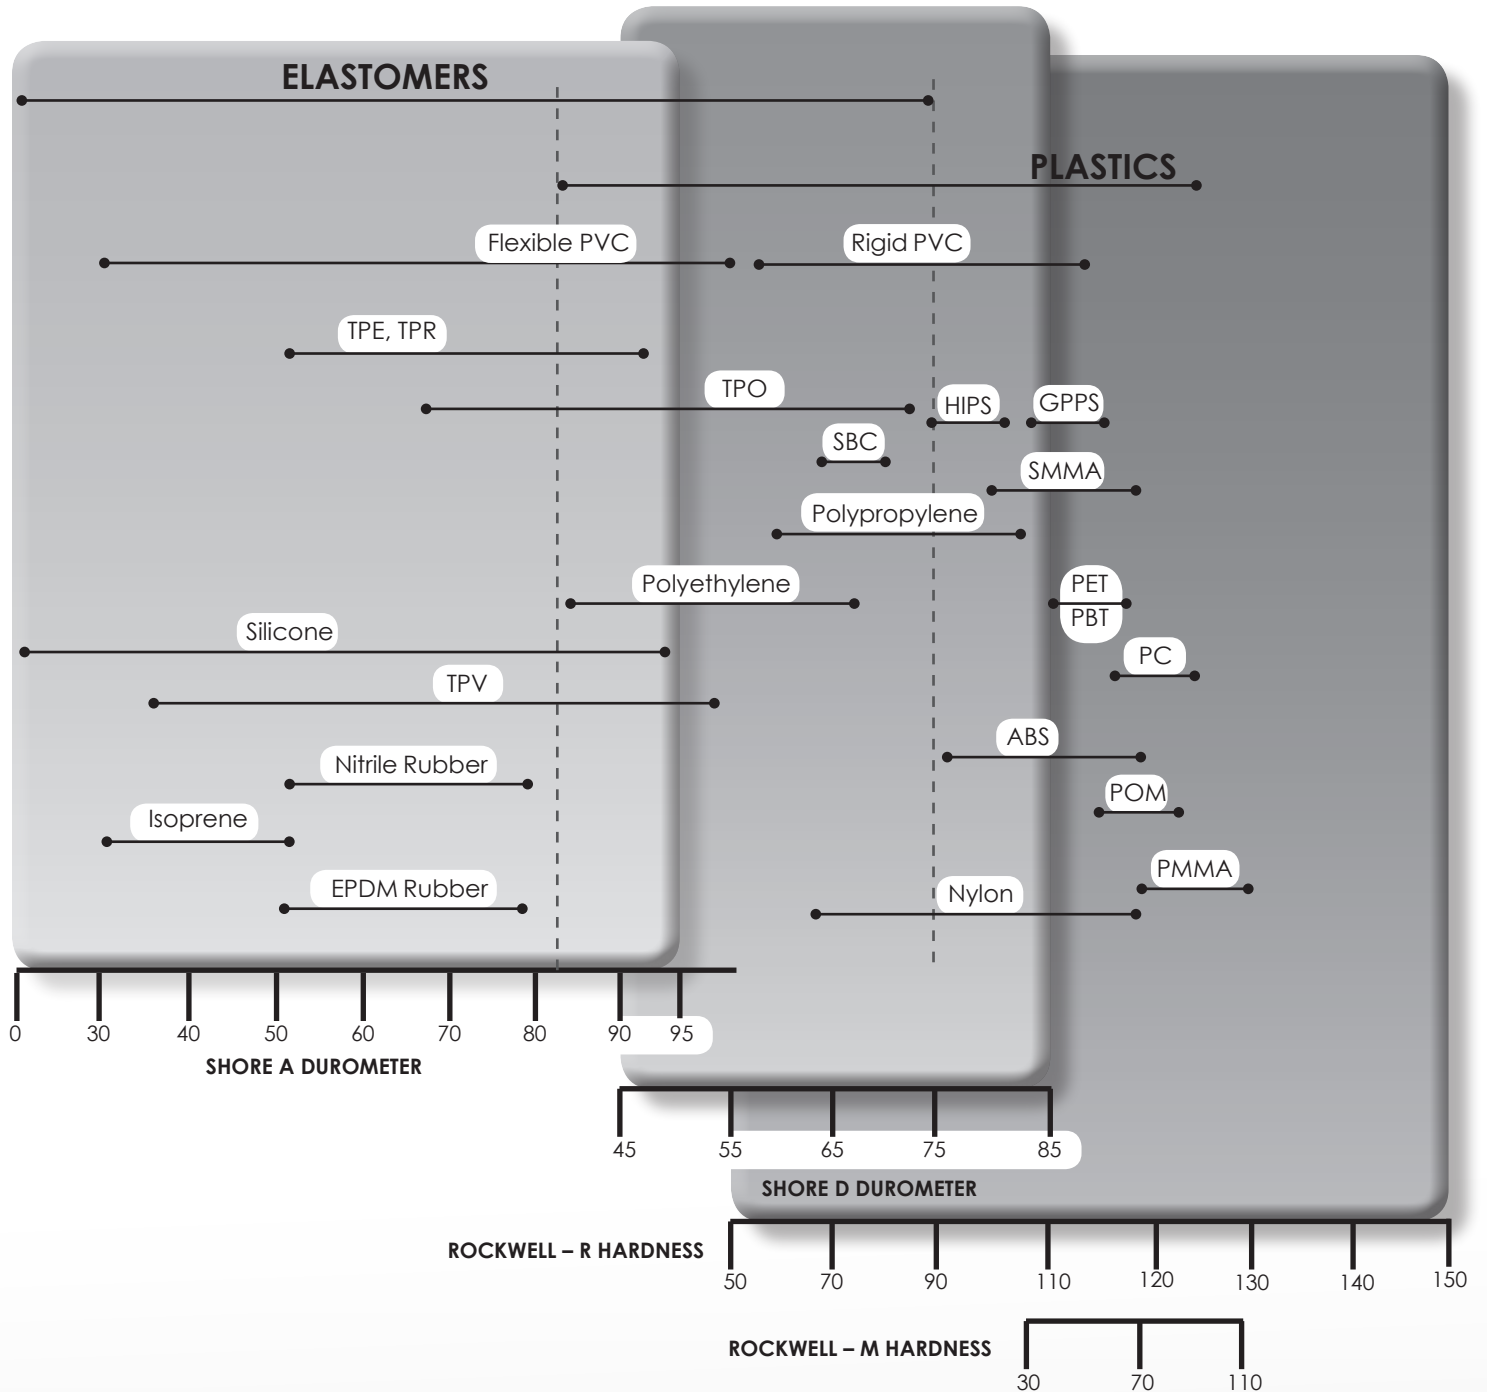 ELASTOMERS
PLASTICS
Flexible PVC
Rigid PVC
TPE, TPR
TPO
HIPS
GPPS
SBC
SMMA
Polypropylene
Polyethylene
PET
PBT
Silicone
PC
TPV
ABS
Nitrile Rubber
POM
Isoprene
PMMA
EPDM Rubber
Nylon
0 30 40 50 60 70 80 90 95
SHORE A DUROMETER
45 55 65 75 85
SHORE D DUROMETER
ROCKWELL – R HARDNESS
50 70 90 110 120 130 140 150
ROCKWELL – M HARDNESS
30 70 110